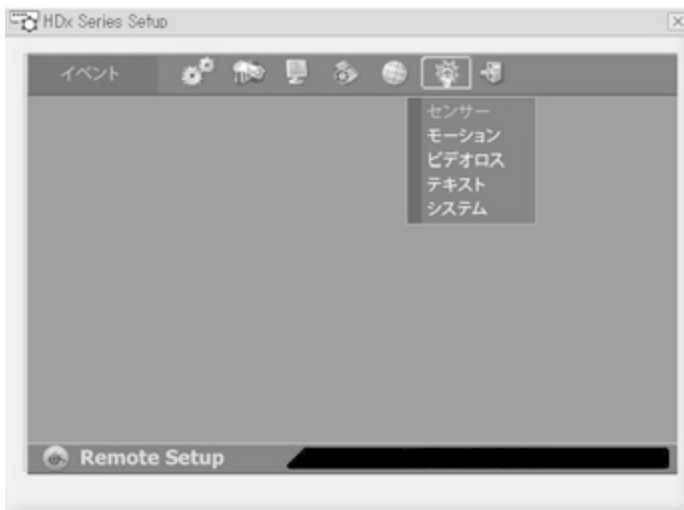 HDx Series Setup
イベント
センサー
モーション
ビデオロス
テキスト
システム
Remote Setup